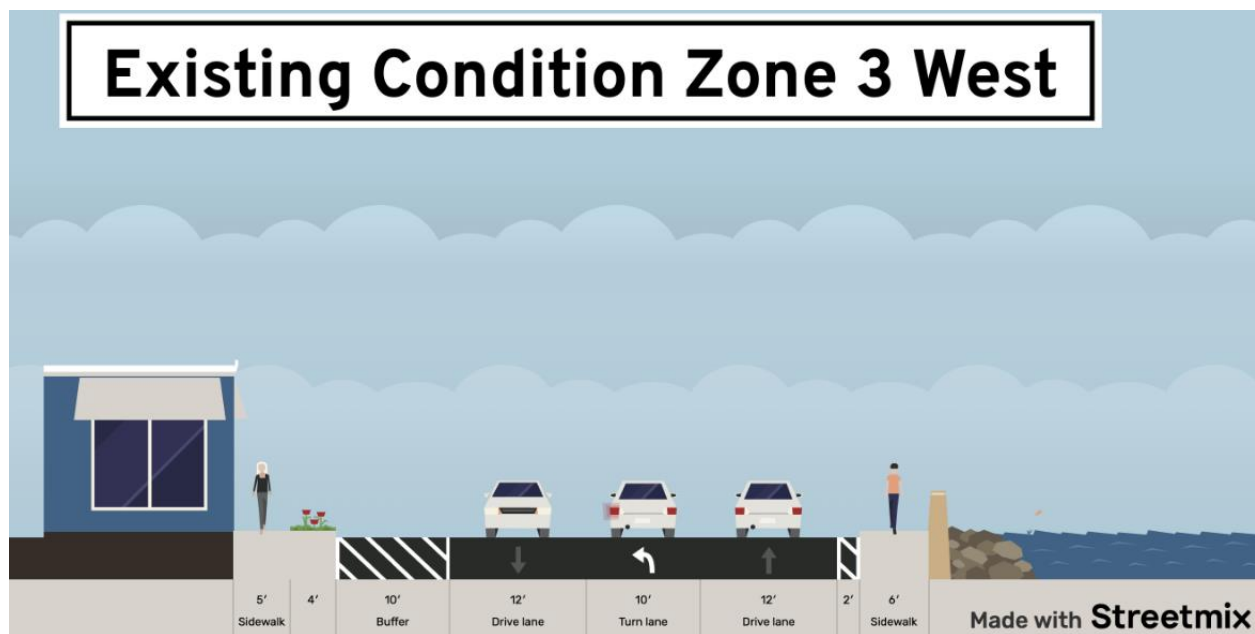 Existing Condition Zone 3 West
5' 4' 10' 12' 10' 12' 2' 6'
Sidewalk Buffer Drive lane Turn lane Drive lane Sidewalk
Made with Streetmix